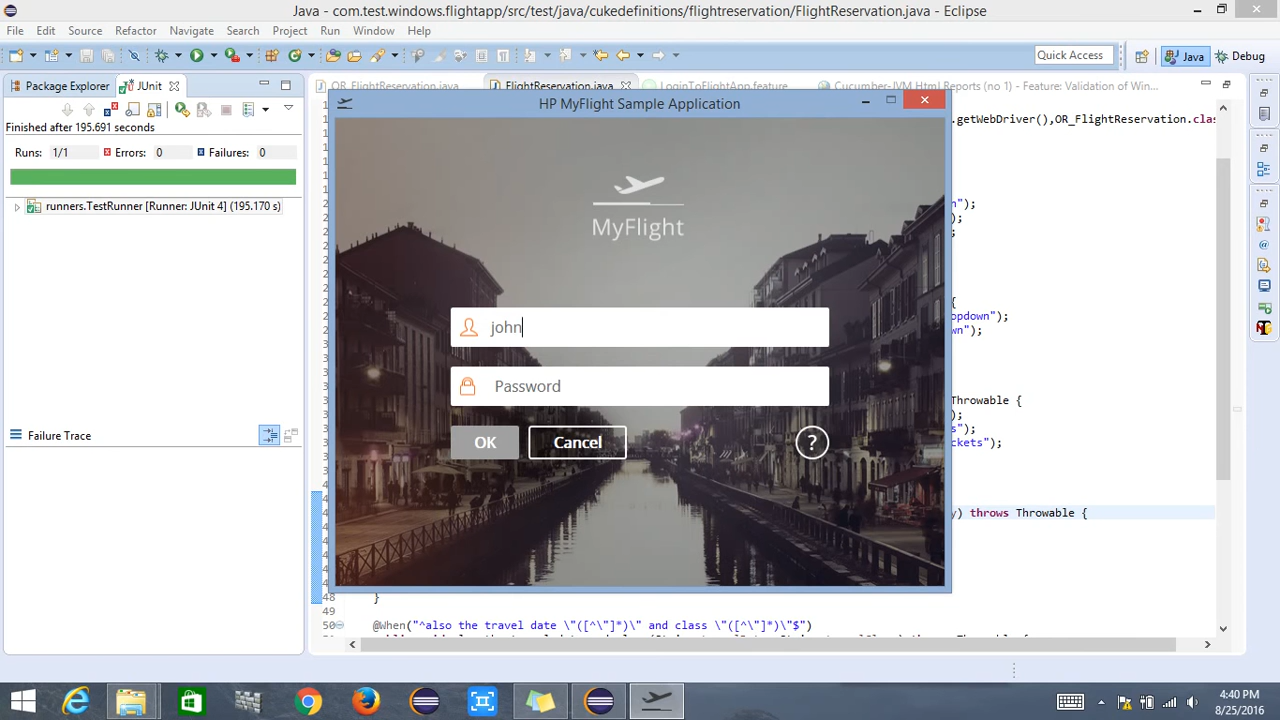 Java - com.test.windows.flightapp/src/test/java/cukedefinitions/flightreservation/FlightReservation.java - Eclipse
File Edit Source Refactor Navigate Search Project Run Window Help
Quick Access Java Debug
Package Explorer JUnit
OR_FlightReservation.java FlightReservation.java LoginToFlightApp.feature Cucumber-JVM Html Reports (no 1) - Feature: Validation of Win...
HP MyFlight Sample Application
Finished after 195.691 seconds
.getWebDriver(),OR_FlightReservation.clas
Runs: 1/1 Errors: 0 Failures: 0
runners.TestRunner [Runner: JUnit 4] (195.170 s)
");
);
;
MyFlight
{
opdown");
wn");
john
Password
Throwable {
);
s");
ckets");
OK Cancel ?
Failure Trace
y) throws Throwable {
48 }
49
50 @When("^also the travel date \"([^\"]*)\" and class \"([^\"]*)\"$")
4:40 PM
8/25/2016